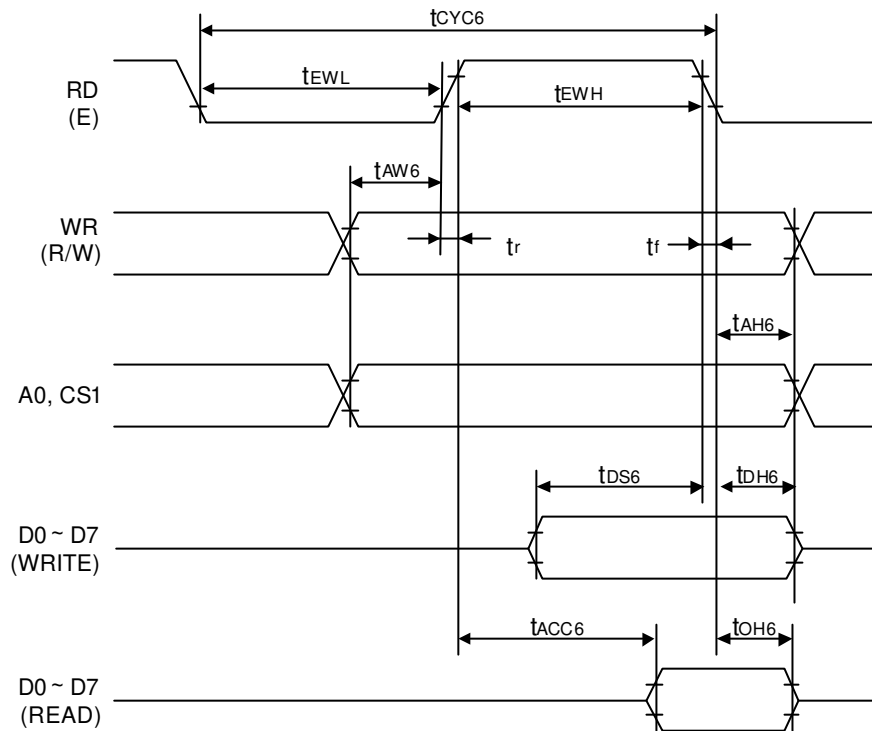 tCYC6
tEWL
RD
(E)
tEWH
tAW6
WR
(R/W)
tr
tf
tAH6
A0, CS1
tDS6
tDH6
D0 ~ D7
(WRITE)
tACC6
tOH6
D0 ~ D7
(READ)